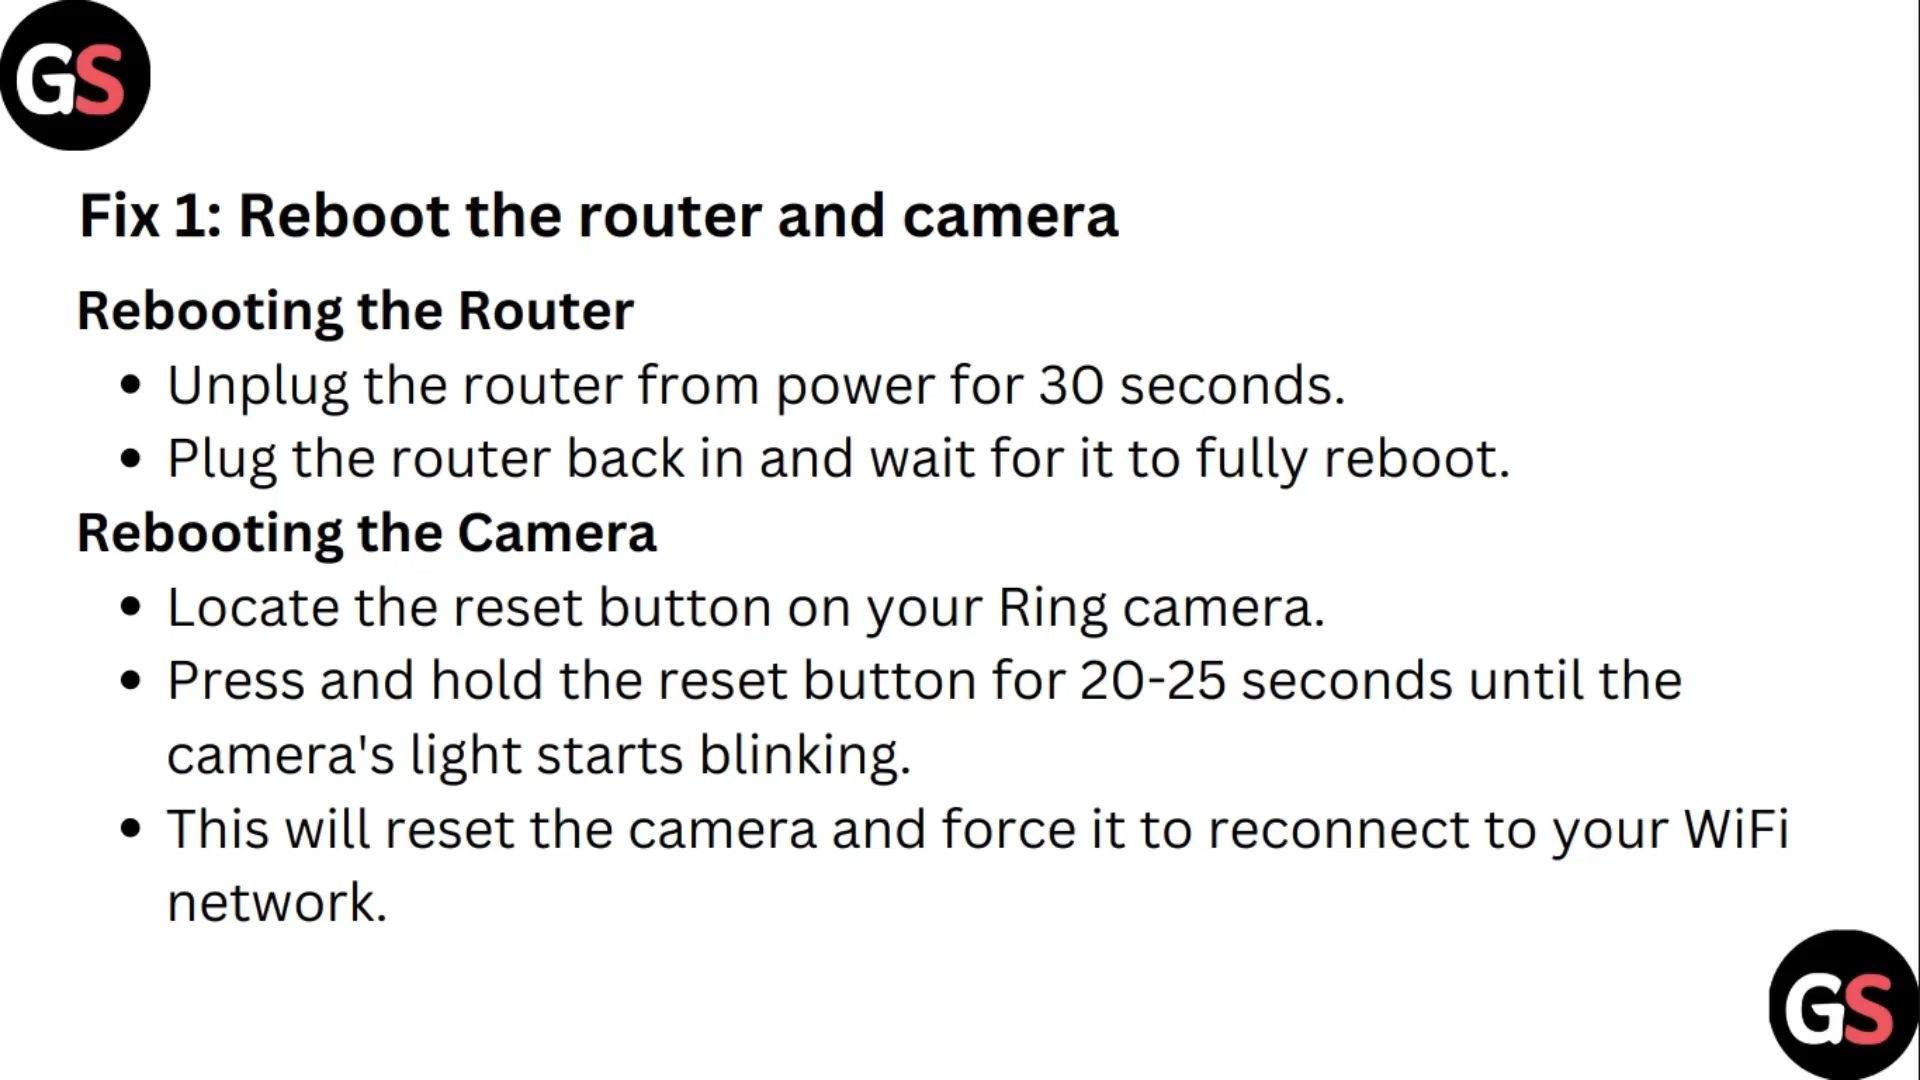 GS
Fix 1: Reboot the router and camera
Rebooting the Router
• Unplug the router from power for 30 seconds.
• Plug the router back in and wait for it to fully reboot.
Rebooting the Camera
• Locate the reset button on your Ring camera.
• Press and hold the reset button for 20-25 seconds until the
camera's light starts blinking.
• This will reset the camera and force it to reconnect to your WiFi
network.
GS